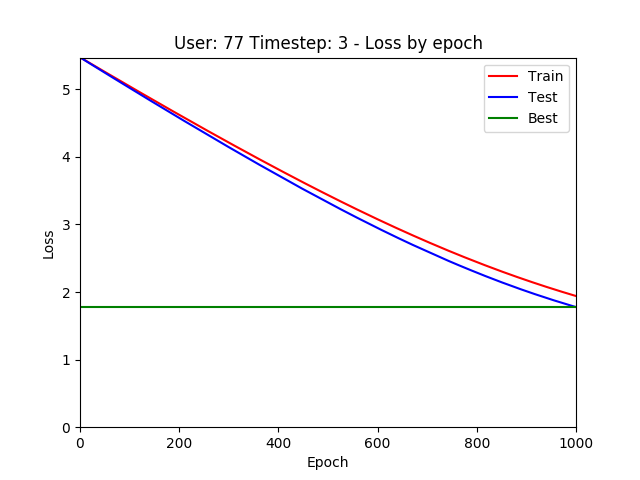 User: 77 Timestep: 3 - Loss by epoch
Train
Test
Best
Loss
5
4
3
2
1
0
0 200 400 600 800 1000
Epoch